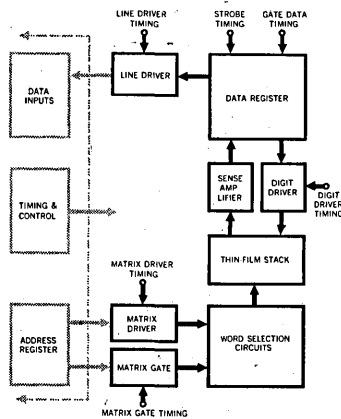 LINE DRIVER
TIMING
STROBE
TIMING
GATE DATA
TIMING
DATA
INPUTS
LINE DRIVER
DATA REGISTER
TIMING &
CONTROL
SENSE
AMP
LIFIER
DIGIT
DRIVER
DIGIT
DRIVER
TIMING
THIN-FILM STACK
MATRIX DRIVER
TIMING
ADDRESS
REGISTER
MATRIX
DRIVER
MATRIX GATE
WORD SELECTION
CIRCUITS
MATRIX GATE TIMING